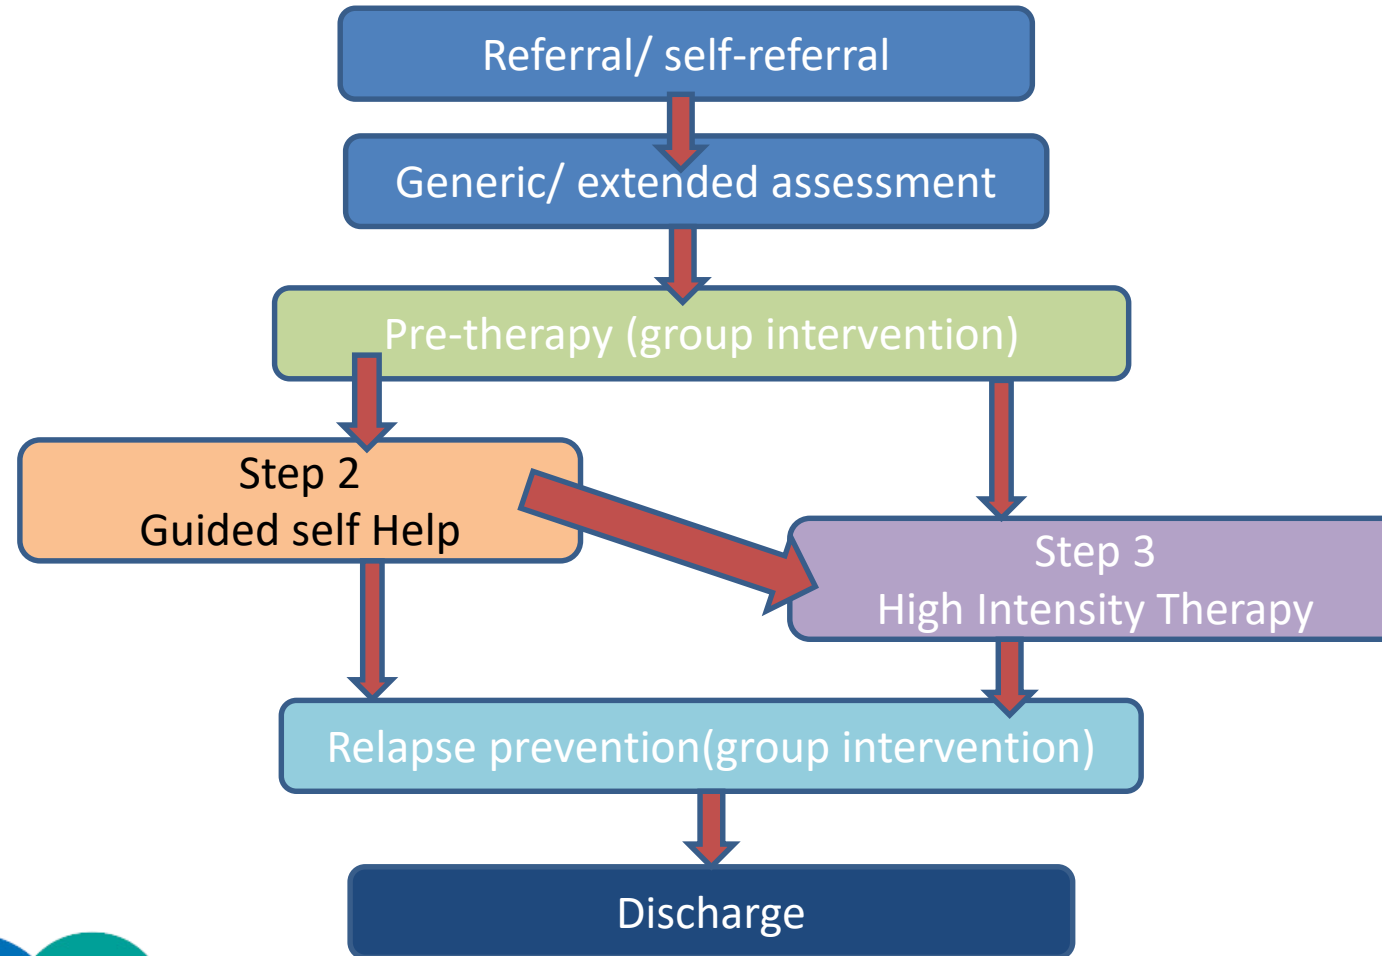 Referral/ self-referral
Generic/ extended assessment
Pre-therapy (group intervention)
Step 2
Guided self Help
Step 3
High Intensity Therapy
Relapse prevention(group intervention)
Discharge